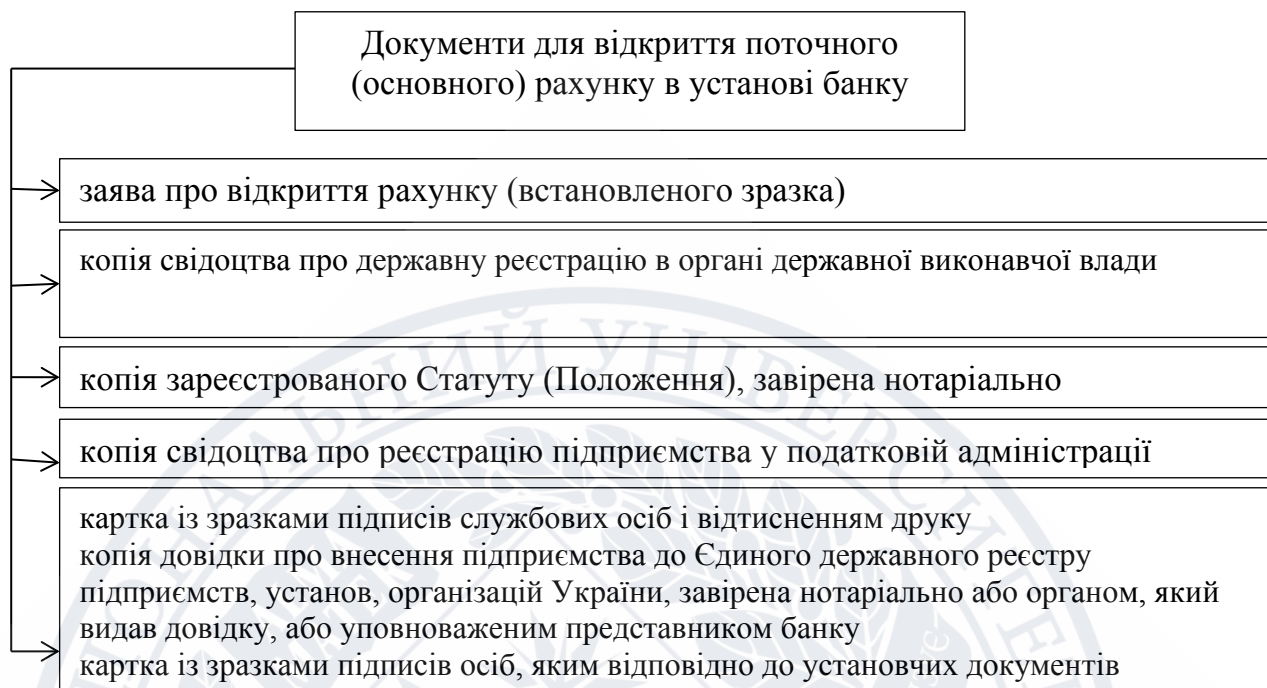 Документи для відкриття поточного
(основного) рахунку в установі банку
заява про відкриття рахунку (встановленого зразка)
копія свідоцтва про державну реєстрацію в органі державної виконавчої влади
копія зареєстрованого Статуту (Положення), завірена нотаріально
копія свідоцтва про реєстрацію підприємства у податковій адміністрації
картка із зразками підписів службових осіб і відтисненням друку
копія довідки про внесення підприємства до Єдиного державного реєстру
підприємств, установ, організацій України, завірена нотаріально або органом, який
видав довідку, або уповноваженим представником банку
картка із зразками підписів осіб, яким відповідно до установчих документів